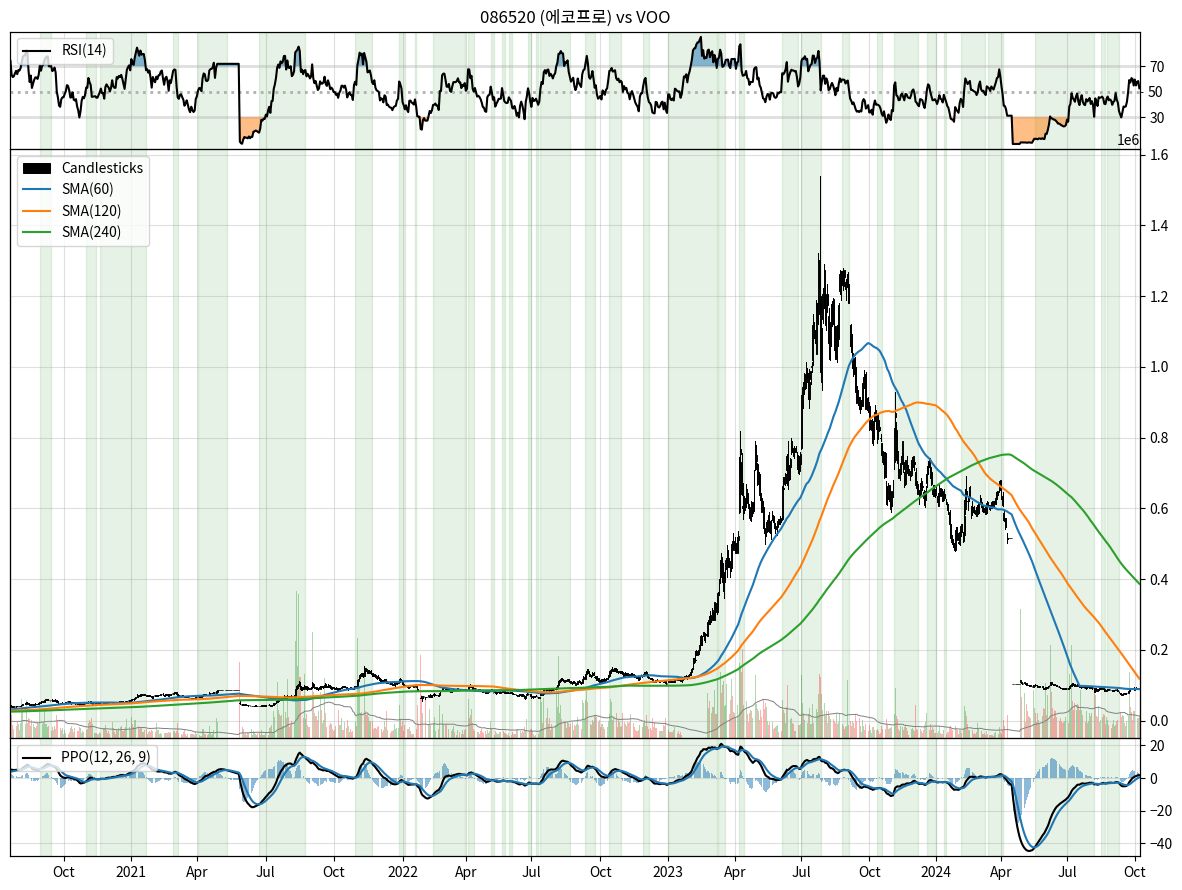 086520 (에코프로) vs VOO
RSI(14)
70
50
30
1e6
Candlesticks
SMA(60)
SMA(120)
SMA(240)
1.6
1.4
1.2
1.0
0.8
0.6
0.4
0.2
0.0
PPO(12, 26, 9)
20
0
−20
−40
Oct 2021 Apr Jul Oct 2022 Apr Jul Oct 2023 Apr Jul Oct 2024 Apr Jul Oct